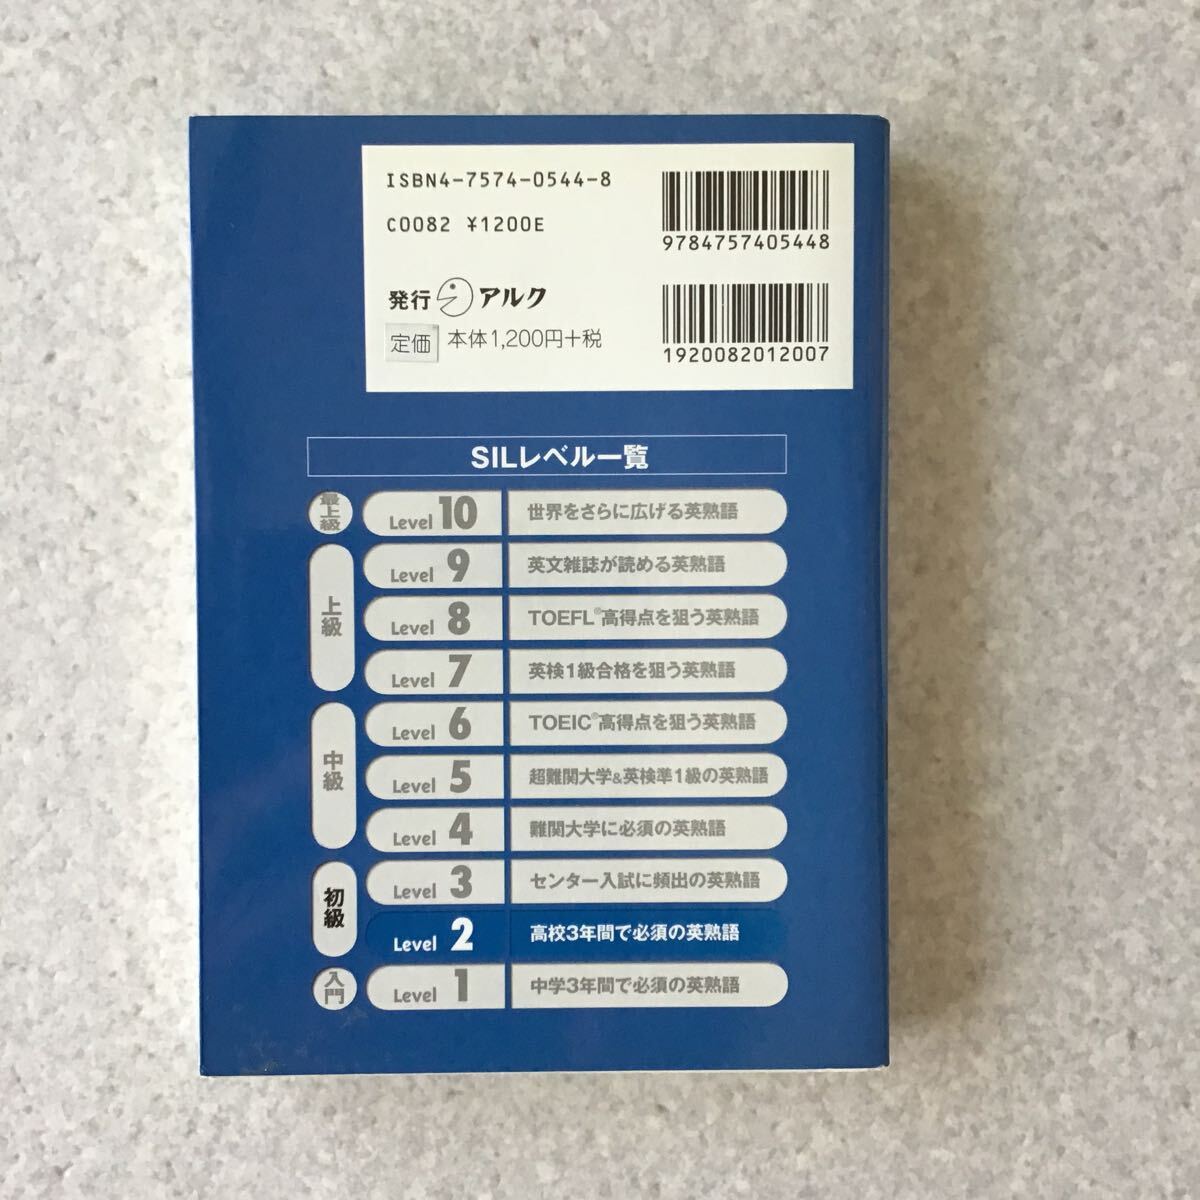 ISBN4-7574-0544-8
C0082 ¥1200E
9784757405448
発行 アルク
定価 本体1,200円+税
1920082012007
SILレベル一覧
最上級
Level 10 世界をさらに広げる英熟語
上級
Level 9 英文雑誌が読める英熟語
Level 8 TOEFL®高得点を狙う英熟語
Level 7 英検1級合格を狙う英熟語
中級
Level 6 TOEIC®高得点を狙う英熟語
Level 5 超難関大学&英検準1級の英熟語
Level 4 難関大学に必須の英熟語
初級
Level 3 センター入試に頻出の英熟語
Level 2 高校3年間で必須の英熟語
入門
Level 1 中学3年間で必須の英熟語